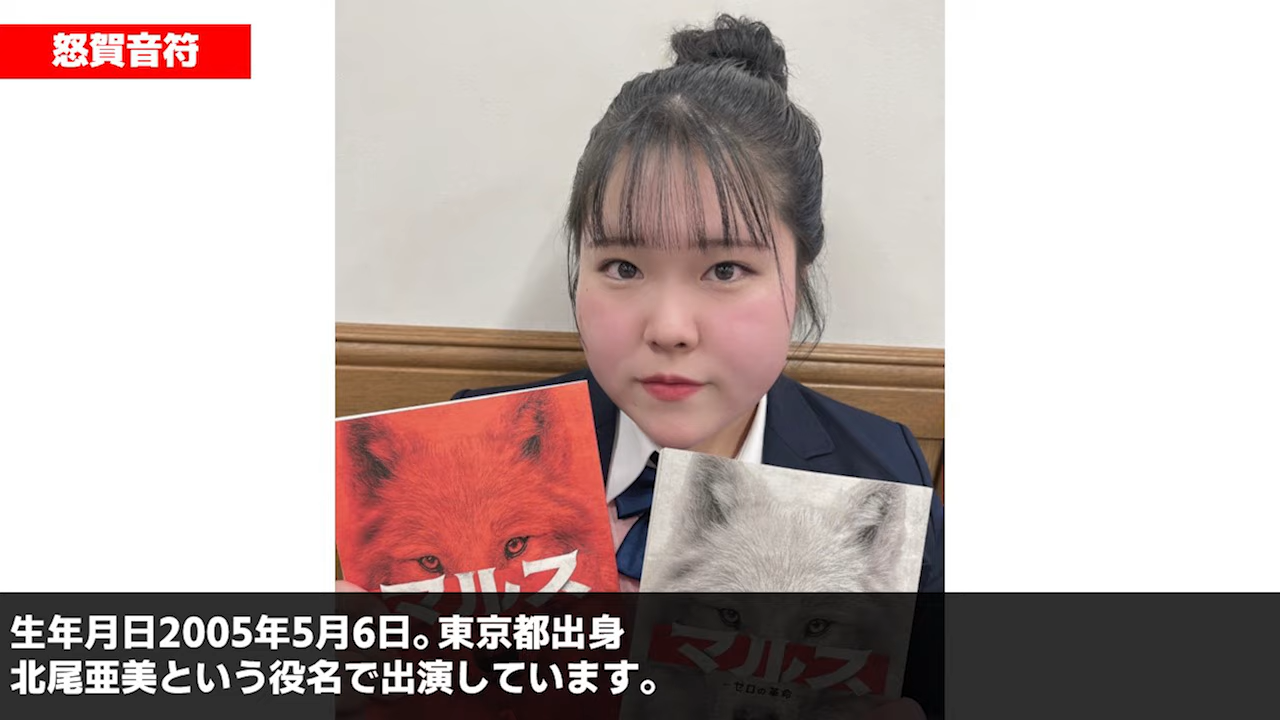 怒賀音符
マルス
マルス
－ゼロの革命－
生年月日2005年5月6日。東京都出身
北尾亜美という役名で出演しています。